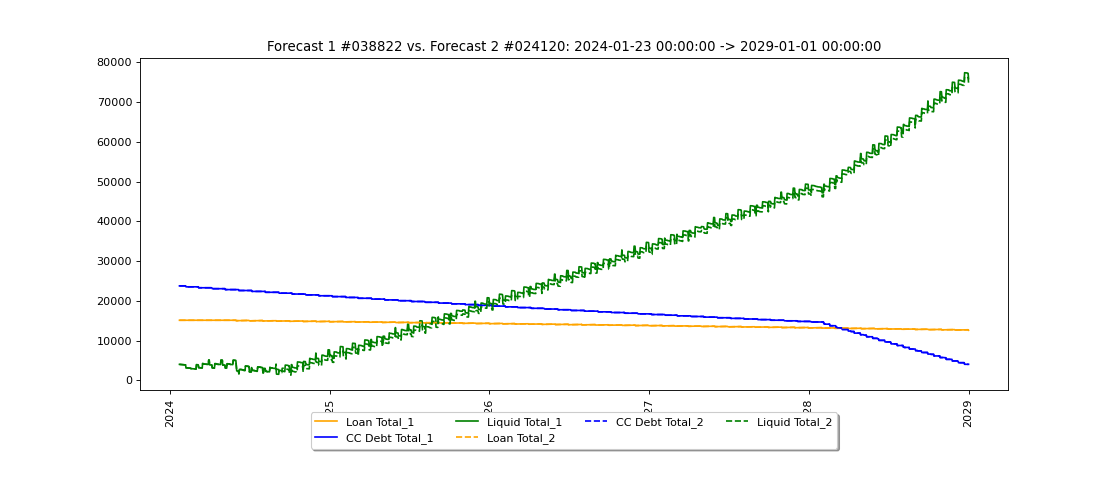 Forecast 1 #038822 vs. Forecast 2 #024120: 2024-01-23 00:00:00 -> 2029-01-01 00:00:00
80000
70000
60000
50000
40000
30000
20000
10000
0
2024
25
26
27
28
2029
Loan Total_1
Liquid Total_1
CC Debt Total_2
Liquid Total_2
CC Debt Total_1
Loan Total_2